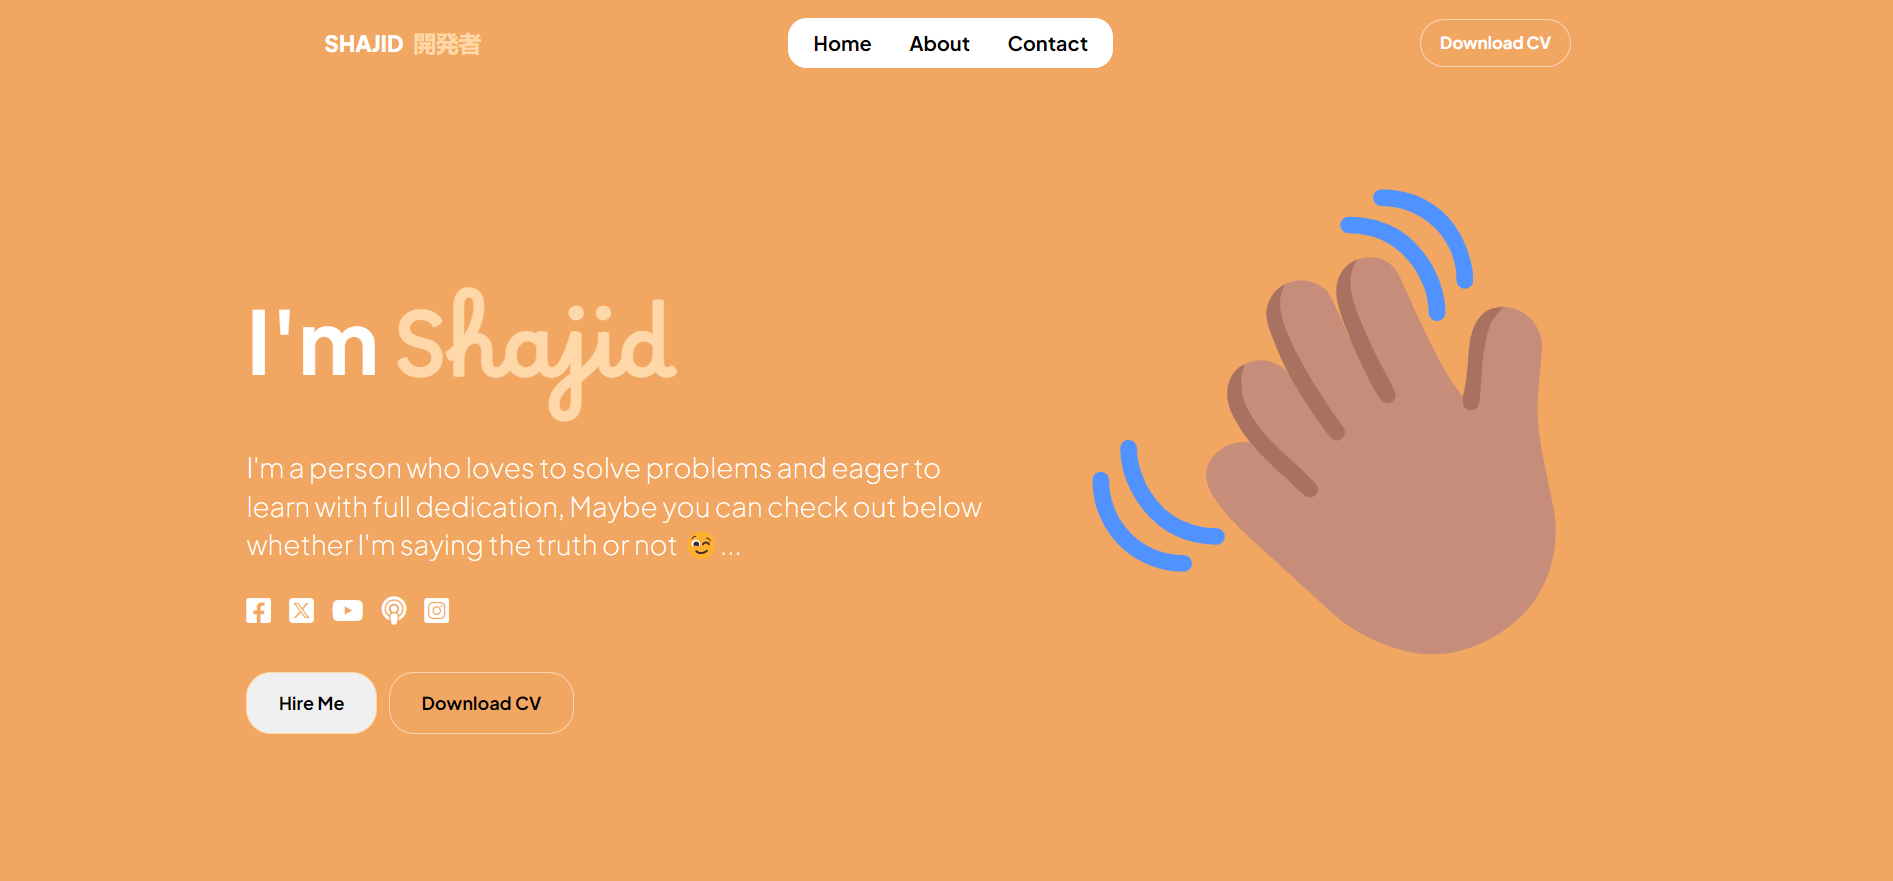 SHAJID 開発者
Home About Contact
Download CV
I'm Shajid
I'm a person who loves to solve problems and eager to
learn with full dedication, Maybe you can check out below
whether I'm saying the truth or not 😉 ...
Hire Me
Download CV